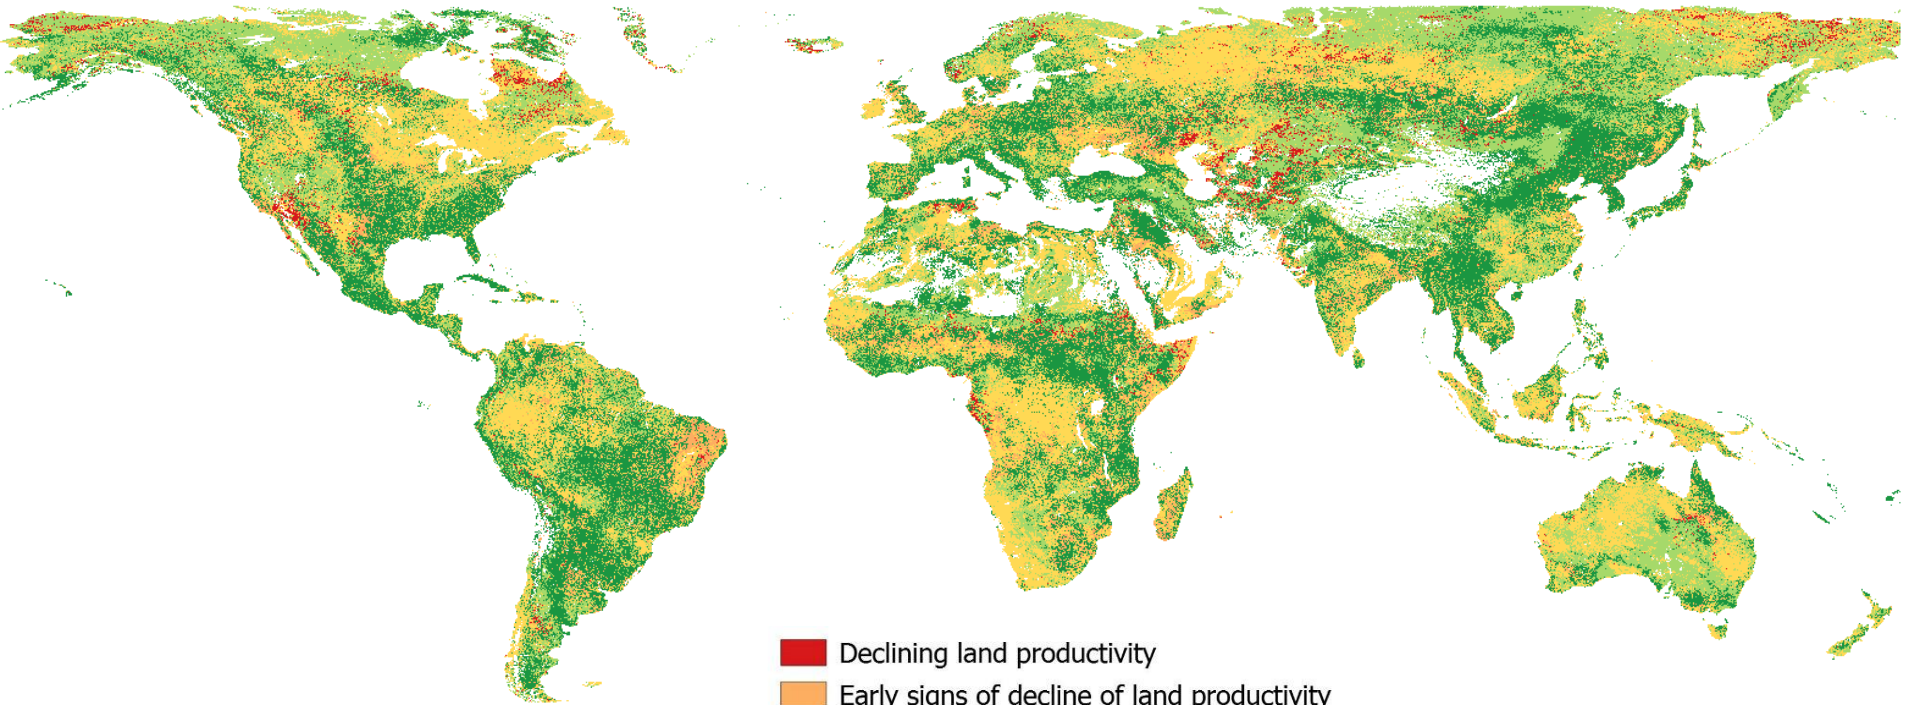 Declining land productivity
Early signs of decline of land productivity